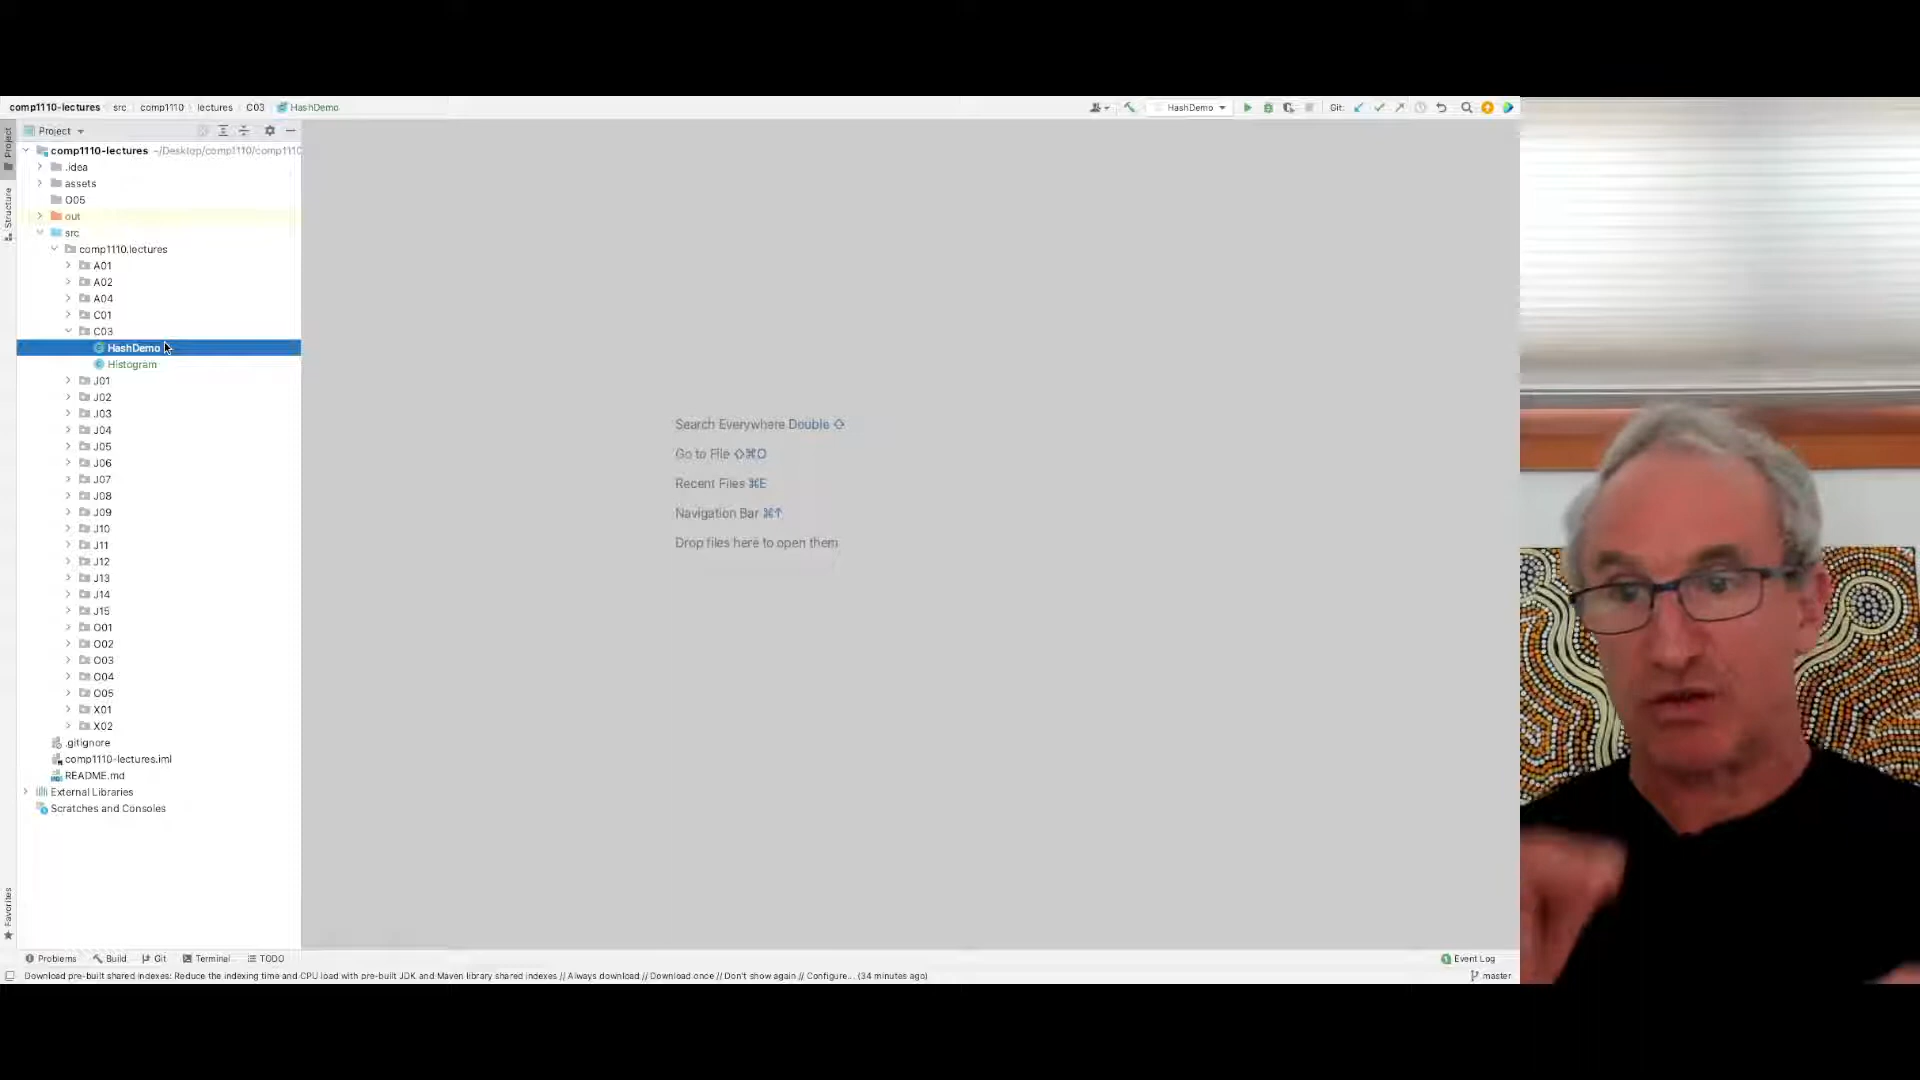 comp1110-lectures src comp1110 lectures C03 HashDemo
HashDemo
Git:
Project
Project
Structure
Favorites
comp1110-lectures ~/Desktop/comp1110/comp1110
.idea
assets
O05
out
src
comp1110.lectures
A01
A02
A04
C01
C03
HashDemo
Histogram
J01
J02
J03
J04
J05
J06
J07
J08
J09
J10
J11
J12
J13
J14
J15
O01
O02
O03
O04
O05
X01
X02
.gitignore
comp1110-lectures.iml
README.md
External Libraries
Scratches and Consoles
Search Everywhere Double ⇧
Go to File ⇧⌘O
Recent Files ⌘E
Navigation Bar ⌘↑
Drop files here to open them
Problems Build Git Terminal TODO
Event Log
Download pre-built shared indexes: Reduce the indexing time and CPU load with pre-built JDK and Maven library shared indexes // Always download // Download once // Don't show again // Configure... (34 minutes ago)
master